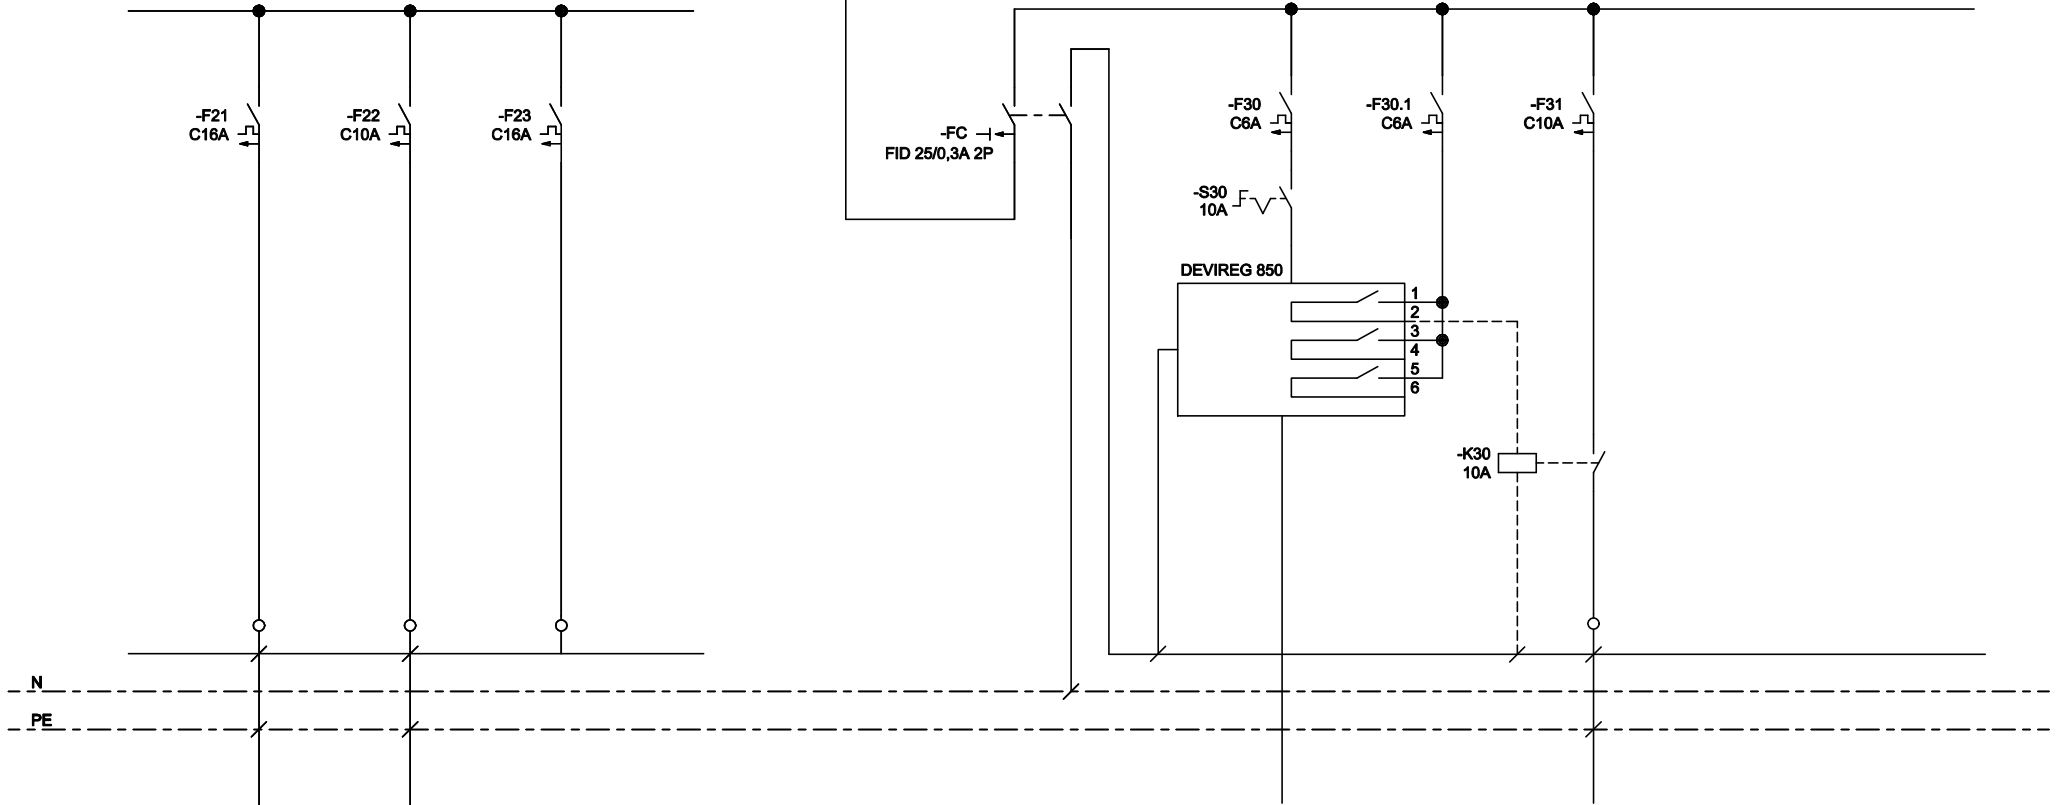 -F21
C16A
-F22
C10A
-F23
C16A
-FC
FID 25/0,3A 2P
-F30
C6A
-F30.1
C6A
-F31
C10A
-S30
10A
DEVIREG 850
1
2
3
4
5
6
-K30
10A
N
PE